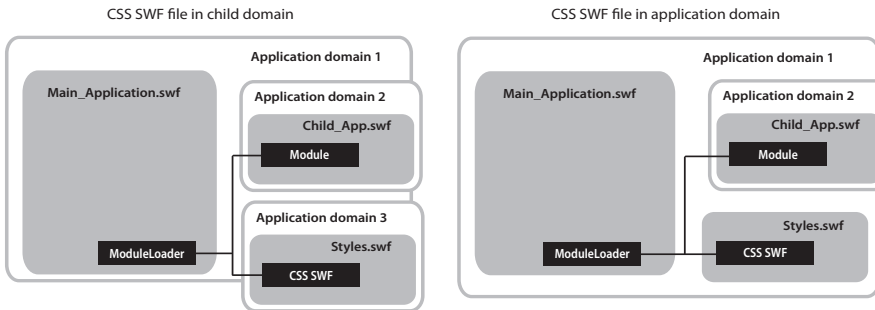 CSS SWF file in child domain
Application domain 1
Main_Application.swf
Application domain 2
Child_App.swf
Module
Application domain 3
Styles.swf
ModuleLoader
CSS SWF
CSS SWF file in application domain
Application domain 1
Main_Application.swf
Application domain 2
Child_App.swf
Module
Styles.swf
ModuleLoader
CSS SWF